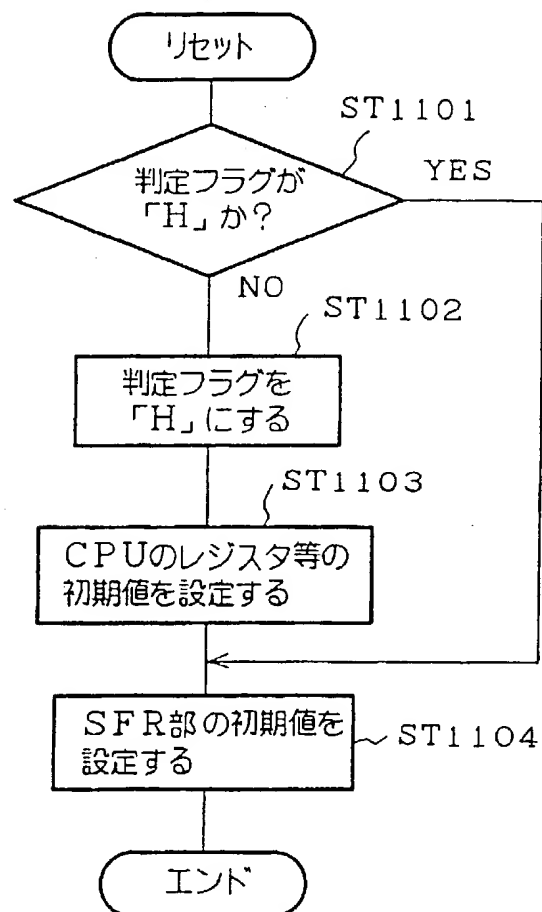 リセット
ST1101
判定フラグが
「H」か?
YES
NO
ST1102
判定フラグを
「H」にする
ST1103
CPUのレジスタ等の
初期値を設定する
SFR部の初期値を
設定する
ST1104
エンド